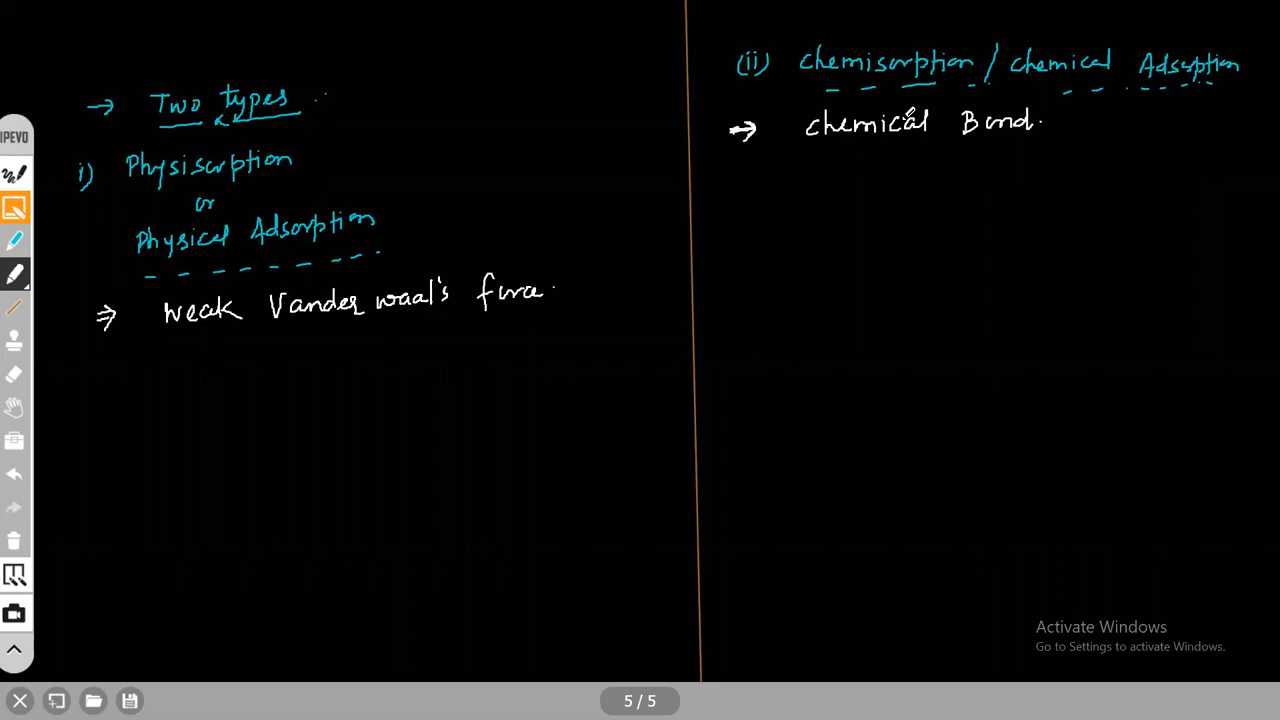 → Two types
i) Physisorption
or
Physical Adsorption
⇒ weak Vander waal's force.
(ii) chemisorption / chemical Adsorption
→ chemical Bond.
IPEVO
Activate Windows
Go to Settings to activate Windows.
5 / 5